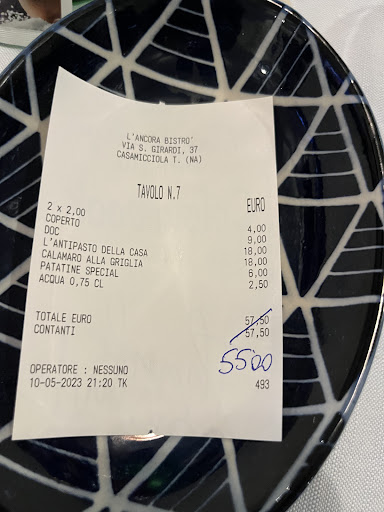 L'ANCORA BISTRO'
VIA S. GIRARDI, 37
CASAMICCIOLA T. (NA)
TAVOLO N.7
EURO
2 x 2,00
COPERTO 4,00
DOC 9,00
L'ANTIPASTO DELLA CASA 18,00
CALAMARO ALLA GRIGLIA 18,00
PATATINE SPECIAL 6,00
ACQUA 0,75 CL 2,50
TOTALE EURO 57,50
CONTANTI 57,50
5500
OPERATORE : NESSUNO
10-05-2023 21:20 TK 493